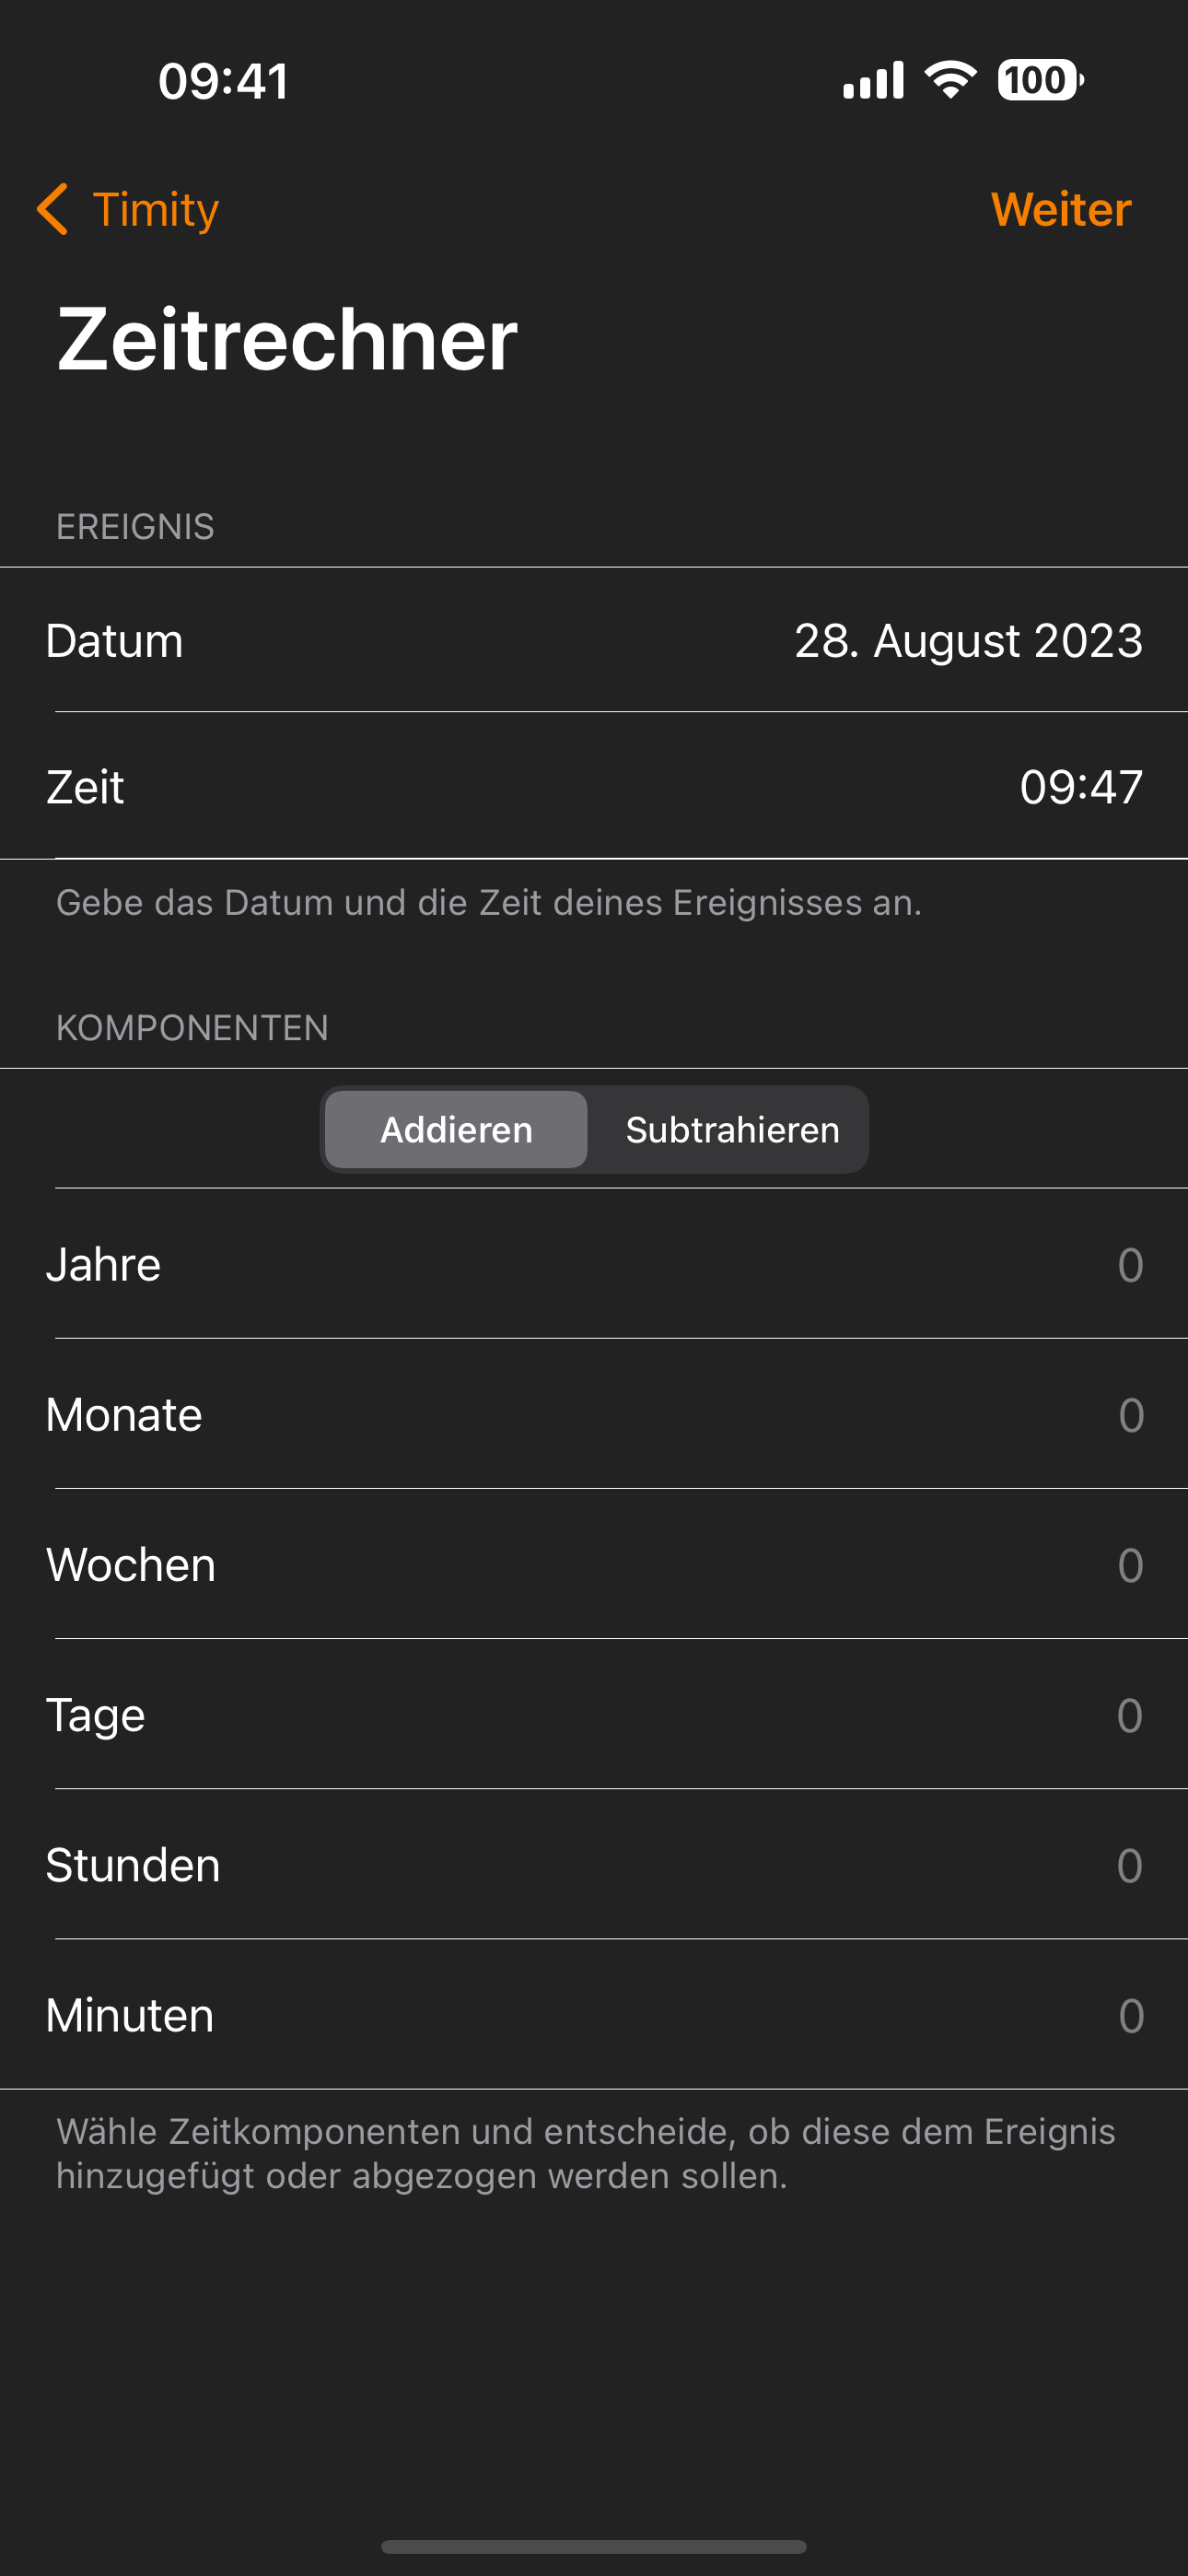 09:41
100
Timity
Weiter
Zeitrechner
EREIGNIS
Datum 28. August 2023
Zeit 09:47
Gebe das Datum und die Zeit deines Ereignisses an.
KOMPONENTEN
Addieren Subtrahieren
Jahre 0
Monate 0
Wochen 0
Tage 0
Stunden 0
Minuten 0
Wähle Zeitkomponenten und entscheide, ob diese dem Ereignis
hinzugefügt oder abgezogen werden sollen.